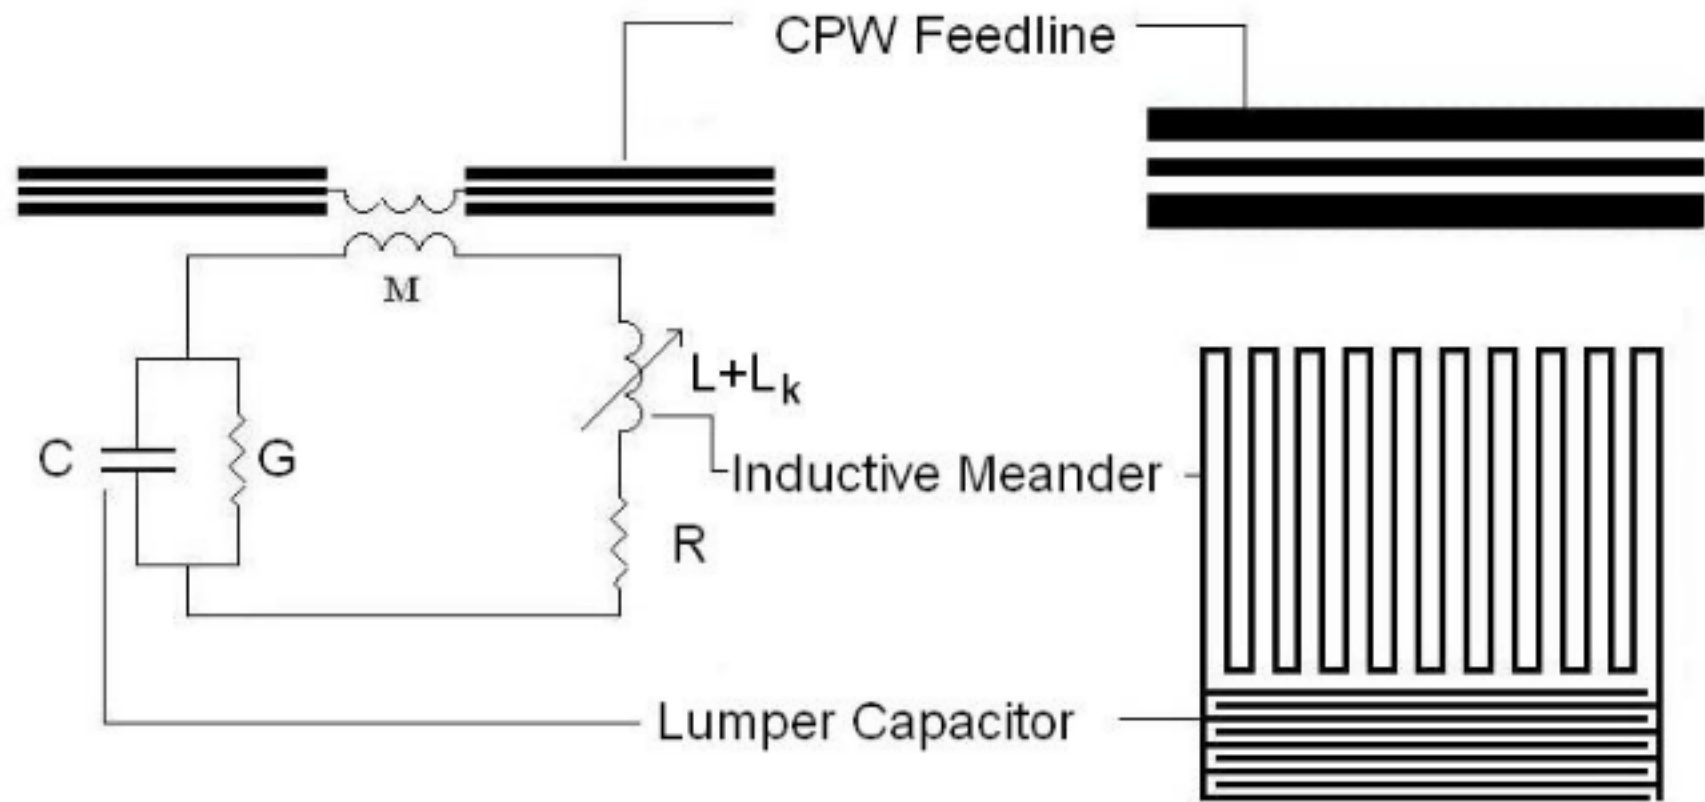 CPW Feedline
M
L+Lk
C
G
Inductive Meander
R
Lumper Capacitor